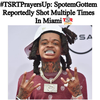 #TSRTPrayersUp: SpotemGottem
Reportedly Shot Multiple Times
In Miami